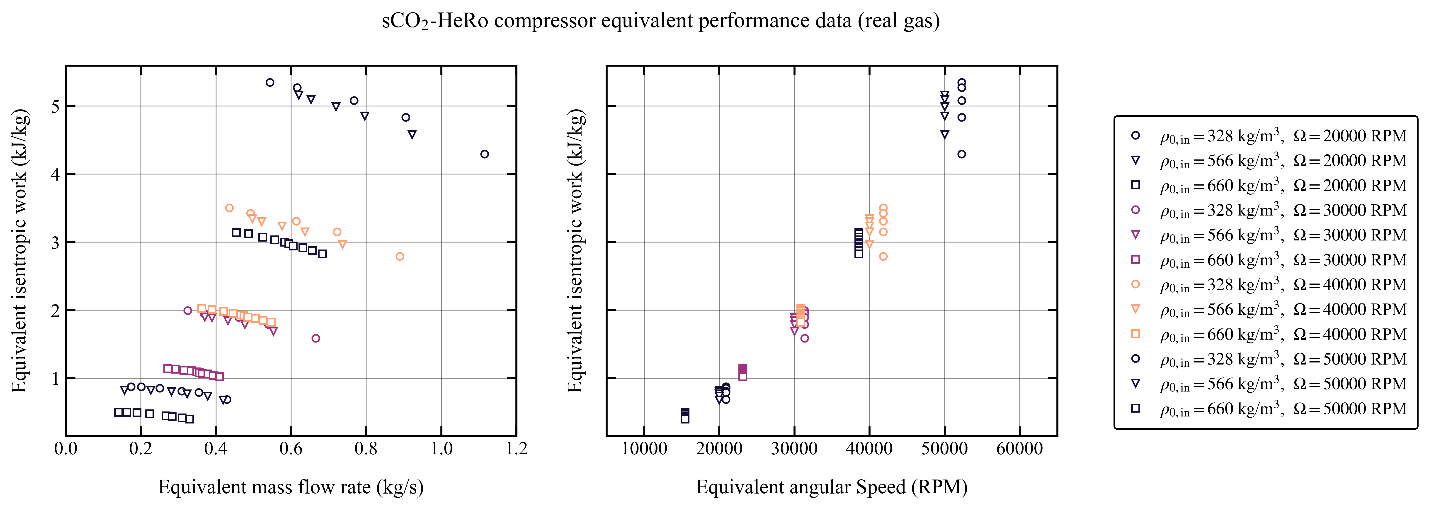 sCO₂-HeRo compressor equivalent performance data (real gas)
Equivalent isentropic work (kJ/kg)
5
4
3
2
1
0.0 0.2 0.4 0.6 0.8 1.0 1.2
Equivalent mass flow rate (kg/s)
Equivalent isentropic work (kJ/kg)
10000 20000 30000 40000 50000 60000
Equivalent angular Speed (RPM)
ρ₀,ᵢₙ = 328 kg/m³, Ω = 20000 RPM
ρ₀,ᵢₙ = 566 kg/m³, Ω = 20000 RPM
ρ₀,ᵢₙ = 660 kg/m³, Ω = 20000 RPM
ρ₀,ᵢₙ = 328 kg/m³, Ω = 30000 RPM
ρ₀,ᵢₙ = 566 kg/m³, Ω = 30000 RPM
ρ₀,ᵢₙ = 660 kg/m³, Ω = 30000 RPM
ρ₀,ᵢₙ = 328 kg/m³, Ω = 40000 RPM
ρ₀,ᵢₙ = 566 kg/m³, Ω = 40000 RPM
ρ₀,ᵢₙ = 660 kg/m³, Ω = 40000 RPM
ρ₀,ᵢₙ = 328 kg/m³, Ω = 50000 RPM
ρ₀,ᵢₙ = 566 kg/m³, Ω = 50000 RPM
ρ₀,ᵢₙ = 660 kg/m³, Ω = 50000 RPM